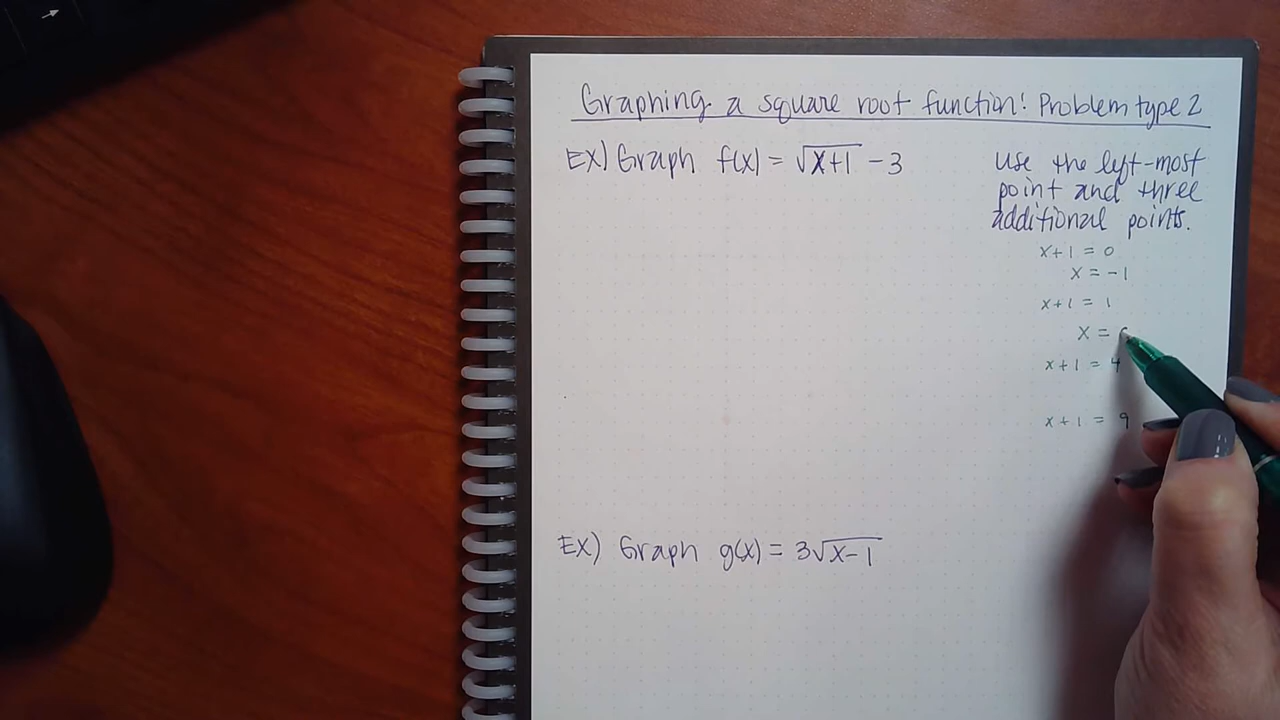 Graphing a square root function: Problem type 2
EX) Graph f(x) = √x+1 - 3
Use the left-most
point and three
additional points.
x+1 = 0
x = -1
x+1 = 1
x =
x+1 = 4
x+1 = 9
EX) Graph g(x) = 3√x-1